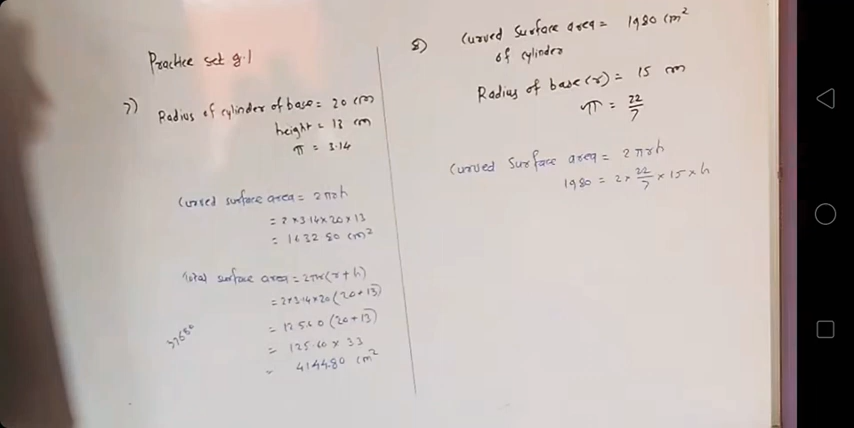 Practice set 9.1
7) Radius of cylinder of base = 20 cm
height = 13 cm
π = 3.14
Curved surface area = 2πrh
= 2 × 3.14 × 20 × 13
= 1632.80 cm²
Total surface area = 2πr(r+h)
= 2×3.14×20 (20+13)
= 125.60 (20+13)
= 125.60 × 33
= 4144.80 cm²
37680
8) Curved Surface area = 1980 cm²
of cylinder
Radius of base (r) = 15 cm
π = 22/7
Curved Surface area = 2πrh
1980 = 2 × 22/7 × 15 × h